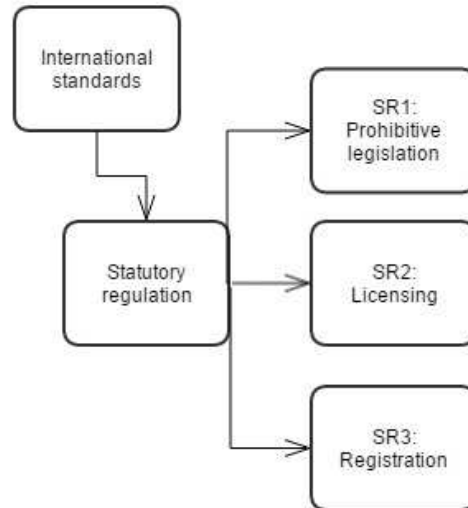 International
standards
SR1:
Prohibitive
legislation
Statutory
regulation
SR2:
Licensing
SR3:
Registration